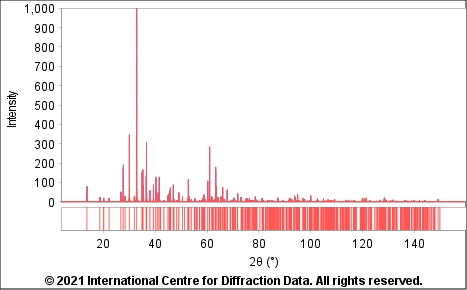 1,000
900
800
700
600
500
400
300
200
100
0
Intensity
20 40 60 80 100 120 140
2θ (°)
© 2021 International Centre for Diffraction Data. All rights reserved.